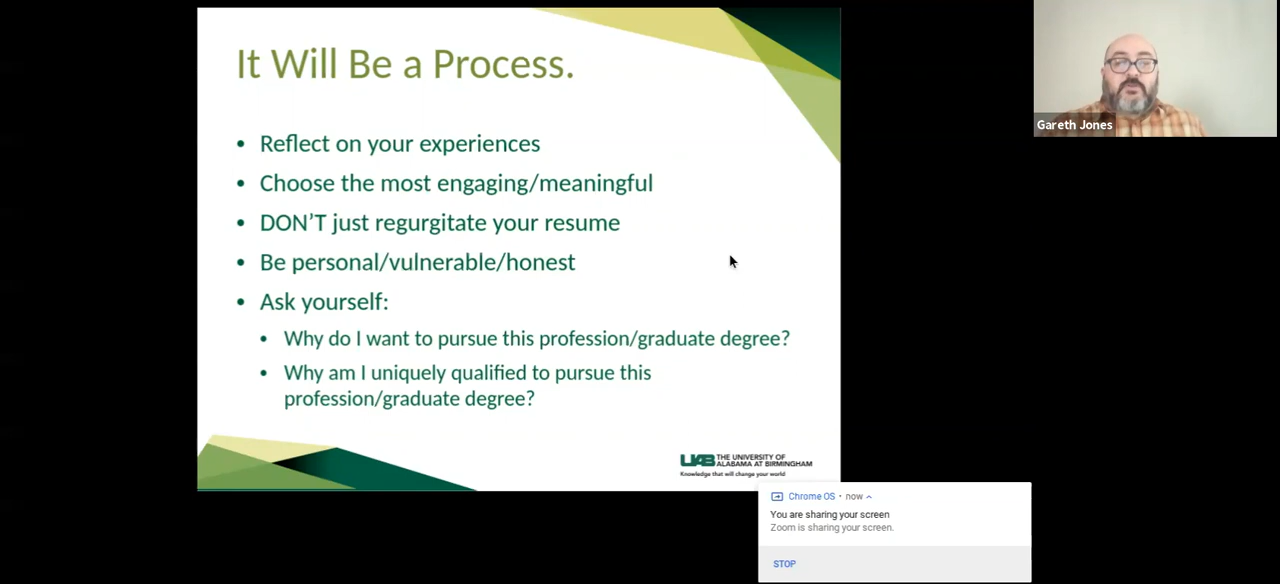 It Will Be a Process.
• Reflect on your experiences
• Choose the most engaging/meaningful
• DON’T just regurgitate your resume
• Be personal/vulnerable/honest
• Ask yourself:
• Why do I want to pursue this profession/graduate degree?
• Why am I uniquely qualified to pursue this
profession/graduate degree?
UAB THE UNIVERSITY OF
ALABAMA AT BIRMINGHAM
Knowledge that will change your world
Gareth Jones
Chrome OS • now
You are sharing your screen
Zoom is sharing your screen.
STOP